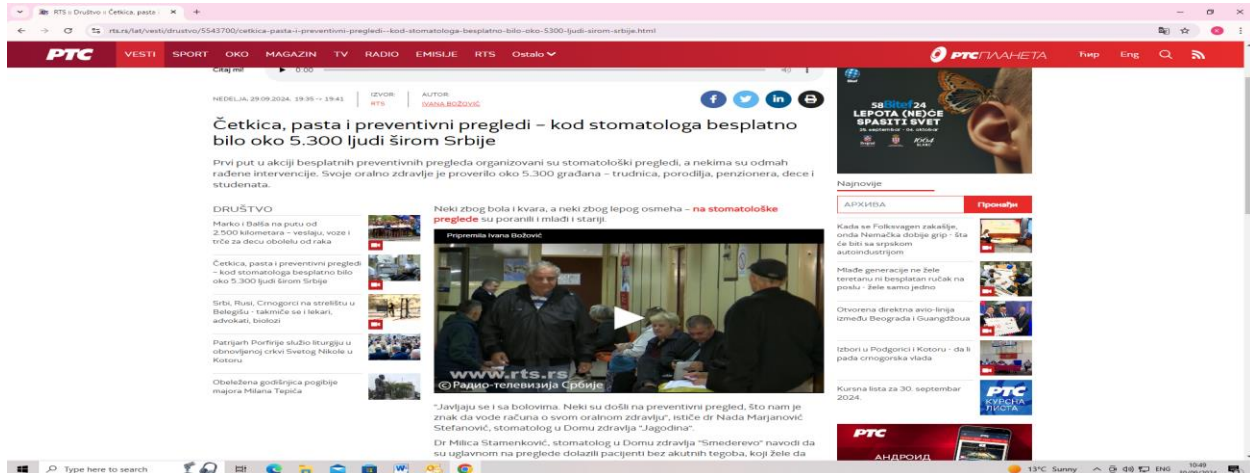 RTS :: Društvo :: Četkica, pasta i
rts.rs/lat/vesti/drustvo/5543700/cetkica-pasta-i-preventivni-pregledi--kod-stomatologa-besplatno-bilo-oko-5300-ljudi-sirom-srbije.html
РТС VESTI SPORT OKO MAGAZIN TV RADIO EMISIJE RTS Ostalo РТС ПЛАНЕТА Ћир Eng
Čitaj mi! 0:00
NEDELJA, 29.09.2024, 19:35 -> 19:41
IZVOR:
RTS
AUTOR:
IVANA BOŽOVIĆ
Četkica, pasta i preventivni pregledi – kod stomatologa besplatno
bilo oko 5.300 ljudi širom Srbije
Prvi put u akciji besplatnih preventivnih pregleda organizovani su stomatološki pregledi, a nekima su odmah
rađene intervencije. Svoje oralno zdravlje je proverilo oko 5.300 građana – trudnica, porodilja, penzionera, dece i
studenata.
DRUŠTVO
Marko i Balša na putu od
2.500 kilometara – veslaju, voze i
trče za decu obolelu od raka
Četkica, pasta i preventivni pregledi
– kod stomatologa besplatno bilo
oko 5.300 ljudi širom Srbije
Srbi, Rusi, Crnogorci na strelištu u
Belegišu - takmiče se i lekari,
advokati, biolozi
Patrijarh Porfirije služio liturgiju u
obnovljenoj crkvi Svetog Nikole u
Kotoru
Obeležena godišnjica pogibije
majora Milana Tepića
Neki zbog bola i kvara, a neki zbog lepog osmeha – na stomatološke
preglede su poranili i mlađi i stariji.
Pripremila Ivana Božović
www.rts.rs
©Радио-телевизија Србије
"Javljaju se i sa bolovima. Neki su došli na preventivni pregled, što nam je
znak da vode računa o svom oralnom zdravlju", ističe dr Nada Marjanović
Stefanović, stomatolog u Domu zdravlja "Jagodina".
Dr Milica Stamenković, stomatolog u Domu zdravlja "Smederevo" navodi da
su uglavnom na preglede dolazili pacijenti bez akutnih tegoba, koji žele da
58Bitef24
LEPOTA (NE)ĆE
SPASITI SVET
Najnovije
АРХИВА Пронађи
Kada se Folksvagen zakašlje,
onda Nemačka dobije grip - šta
će biti sa srpskom
autoindustrijom
Mlađe generacije ne žele
teretanu ni besplatan ručak na
poslu - žele samo jedno
Otvorena direktna avio-linija
između Beograda i Guangdžoua
Izbori u Podgorici i Kotoru - da li
pada crnogorska vlada
Kursna lista za 30. septembar
2024.
РТС
КУРСНА
ЛИСТА
РТС
АНДРОИД
Type here to search
13°C Sunny
ENG
10:49
30/09/2024